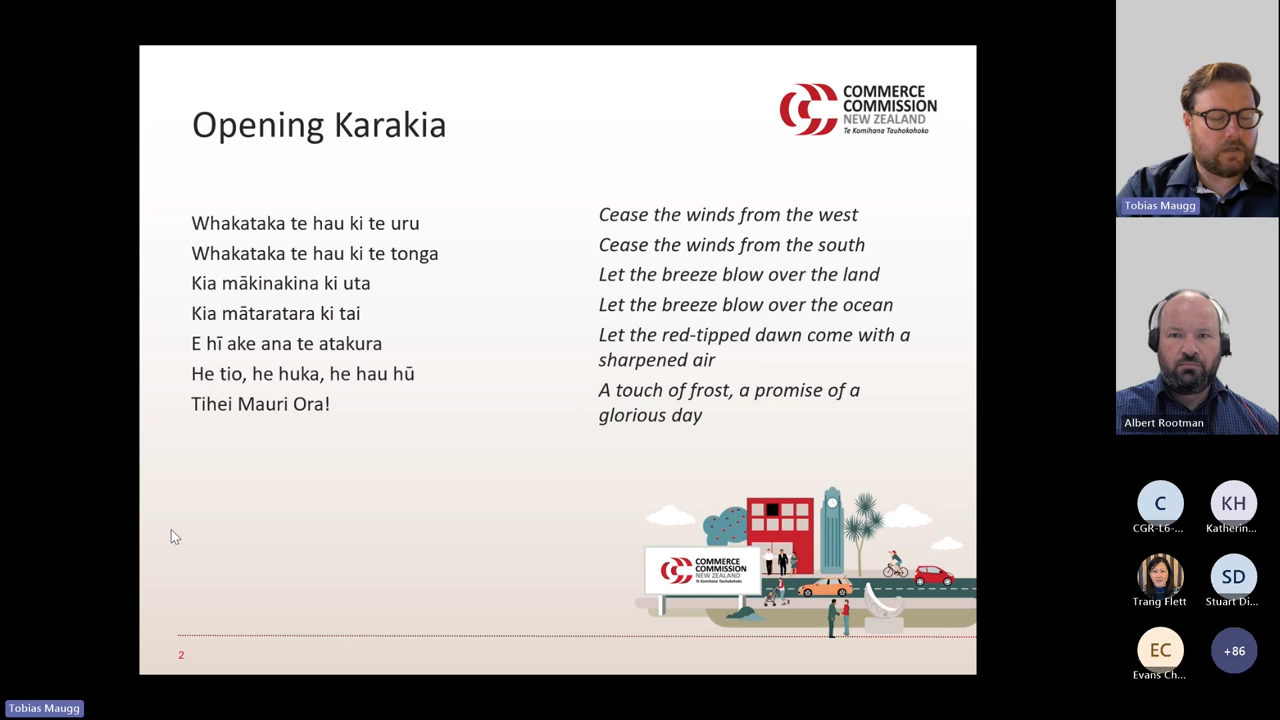 Opening Karakia
COMMERCE
COMMISSION
NEW ZEALAND
Te Komihana Tauhokohoko
Whakataka te hau ki te uru
Whakataka te hau ki te tonga
Kia mākinakina ki uta
Kia mātaratara ki tai
E hī ake ana te atakura
He tio, he huka, he hau hū
Tihei Mauri Ora!
Cease the winds from the west
Cease the winds from the south
Let the breeze blow over the land
Let the breeze blow over the ocean
Let the red-tipped dawn come with a
sharpened air
A touch of frost, a promise of a
glorious day
COMMERCE
COMMISSION
NEW ZEALAND
Te Komihana Tauhokohoko
2
Tobias Maugg
Tobias Maugg
Albert Rootman
C
KH
CGR-L6-...
Katherin...
SD
Trang Flett
Stuart Di...
EC
+86
Evans Ch...